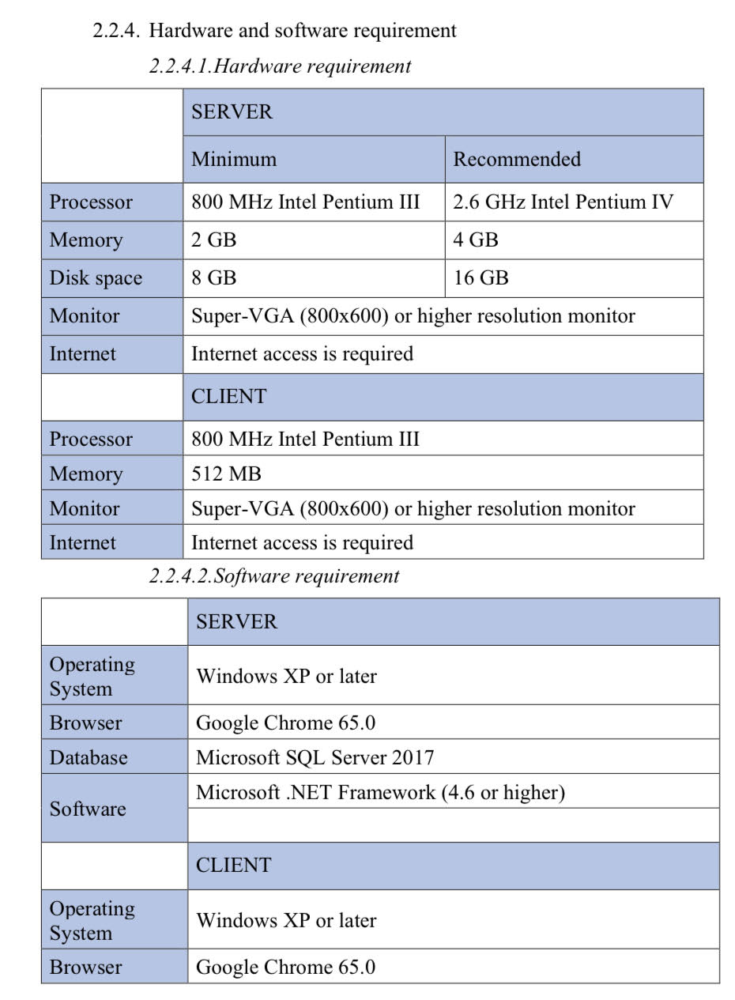 2.2.4. Hardware and software requirement
2.2.4.1.Hardware requirement
SERVER
Minimum Recommended
Processor 800 MHz Intel Pentium III 2.6 GHz Intel Pentium IV
Memory 2 GB 4 GB
Disk space 8 GB 16 GB
Monitor Super-VGA (800x600) or higher resolution monitor
Internet Internet access is required
CLIENT
Processor 800 MHz Intel Pentium III
Memory 512 MB
Monitor Super-VGA (800x600) or higher resolution monitor
Internet Internet access is required
2.2.4.2.Software requirement
SERVER
Operating
System Windows XP or later
Browser Google Chrome 65.0
Database Microsoft SQL Server 2017
Software Microsoft .NET Framework (4.6 or higher)
CLIENT
Operating
System Windows XP or later
Browser Google Chrome 65.0